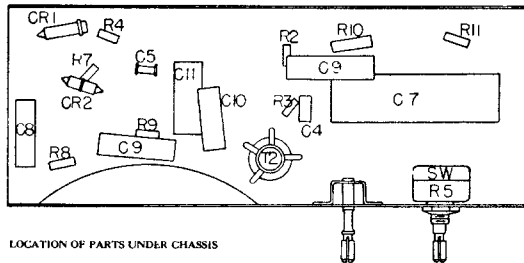 CR1
R4
R7
C5
CR2
C11
C10
R2
R10
R11
C9
C7
R3
C4
C8
R9
C9
R8
T2
SW
R5
LOCATION OF PARTS UNDER CHASSIS